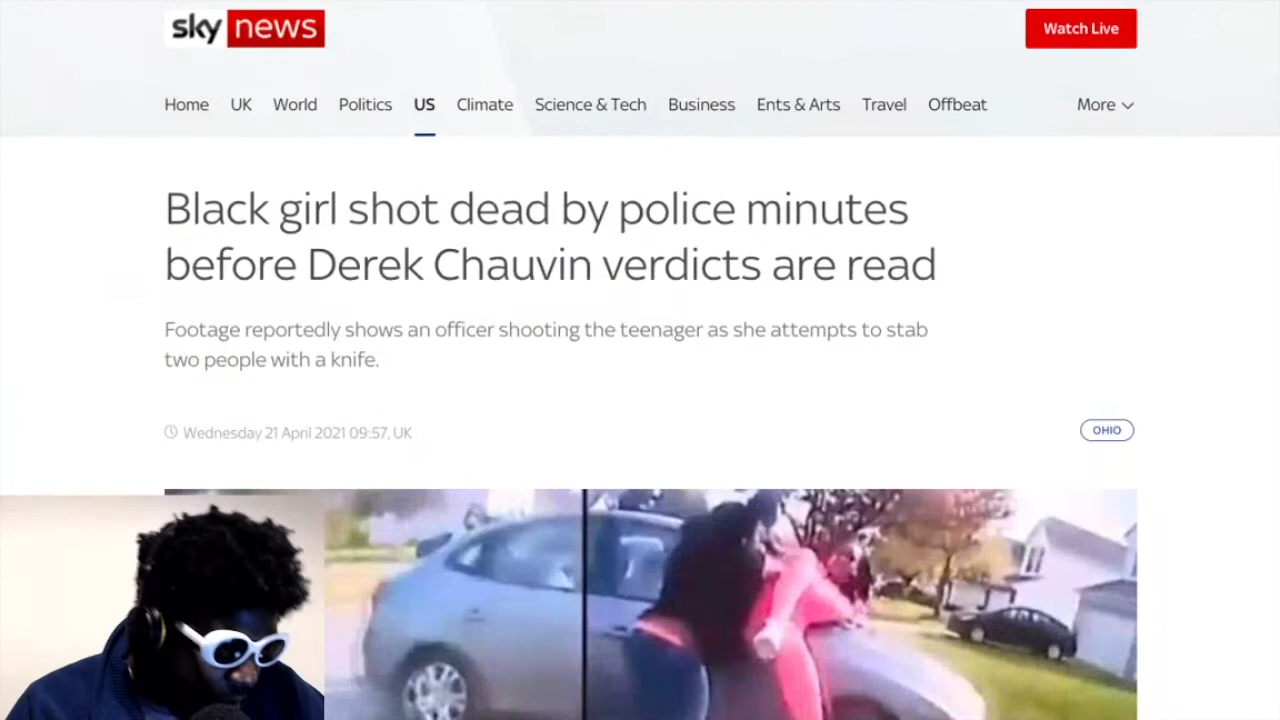 sky news
Watch Live
Home UK World Politics US Climate Science & Tech Business Ents & Arts Travel Offbeat More
Black girl shot dead by police minutes
before Derek Chauvin verdicts are read
Footage reportedly shows an officer shooting the teenager as she attempts to stab
two people with a knife.
Wednesday 21 April 2021 09:57, UK
OHIO